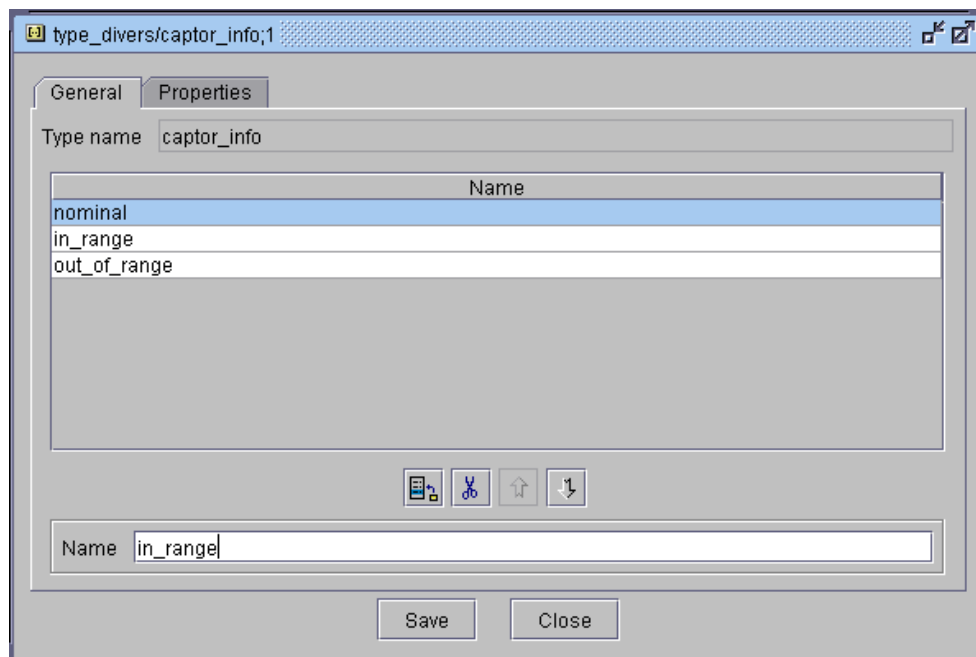 type_divers/captor_info;1
General Properties
Type name captor_info
Name
nominal
in_range
out_of_range
Name in_range
Save Close